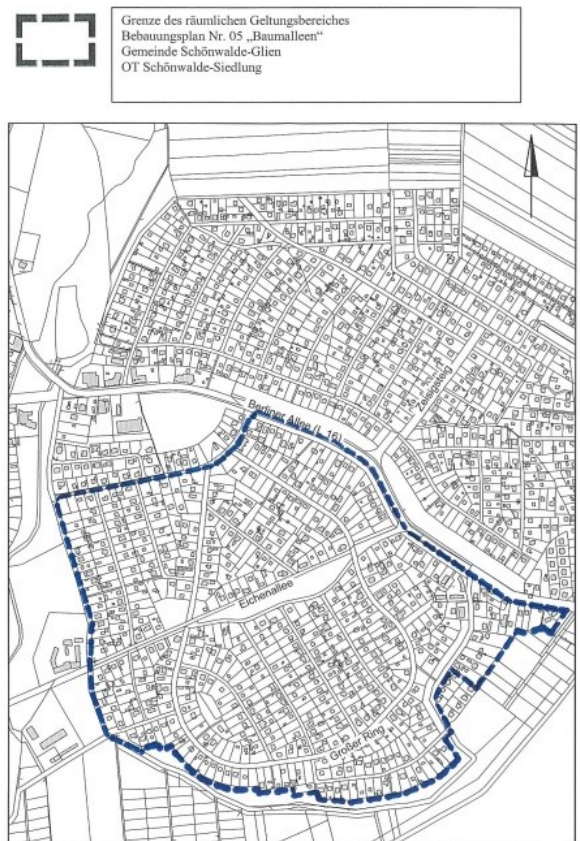 Grenze des räumlichen Geltungsbereiches
Bebauungsplan Nr. 05 „Baumalleen“
Gemeinde Schönwalde-Glien
OT Schönwalde-Siedlung
Berliner Allee (L 16)
Zeisigsteig
Eichenallee
Großer Ring